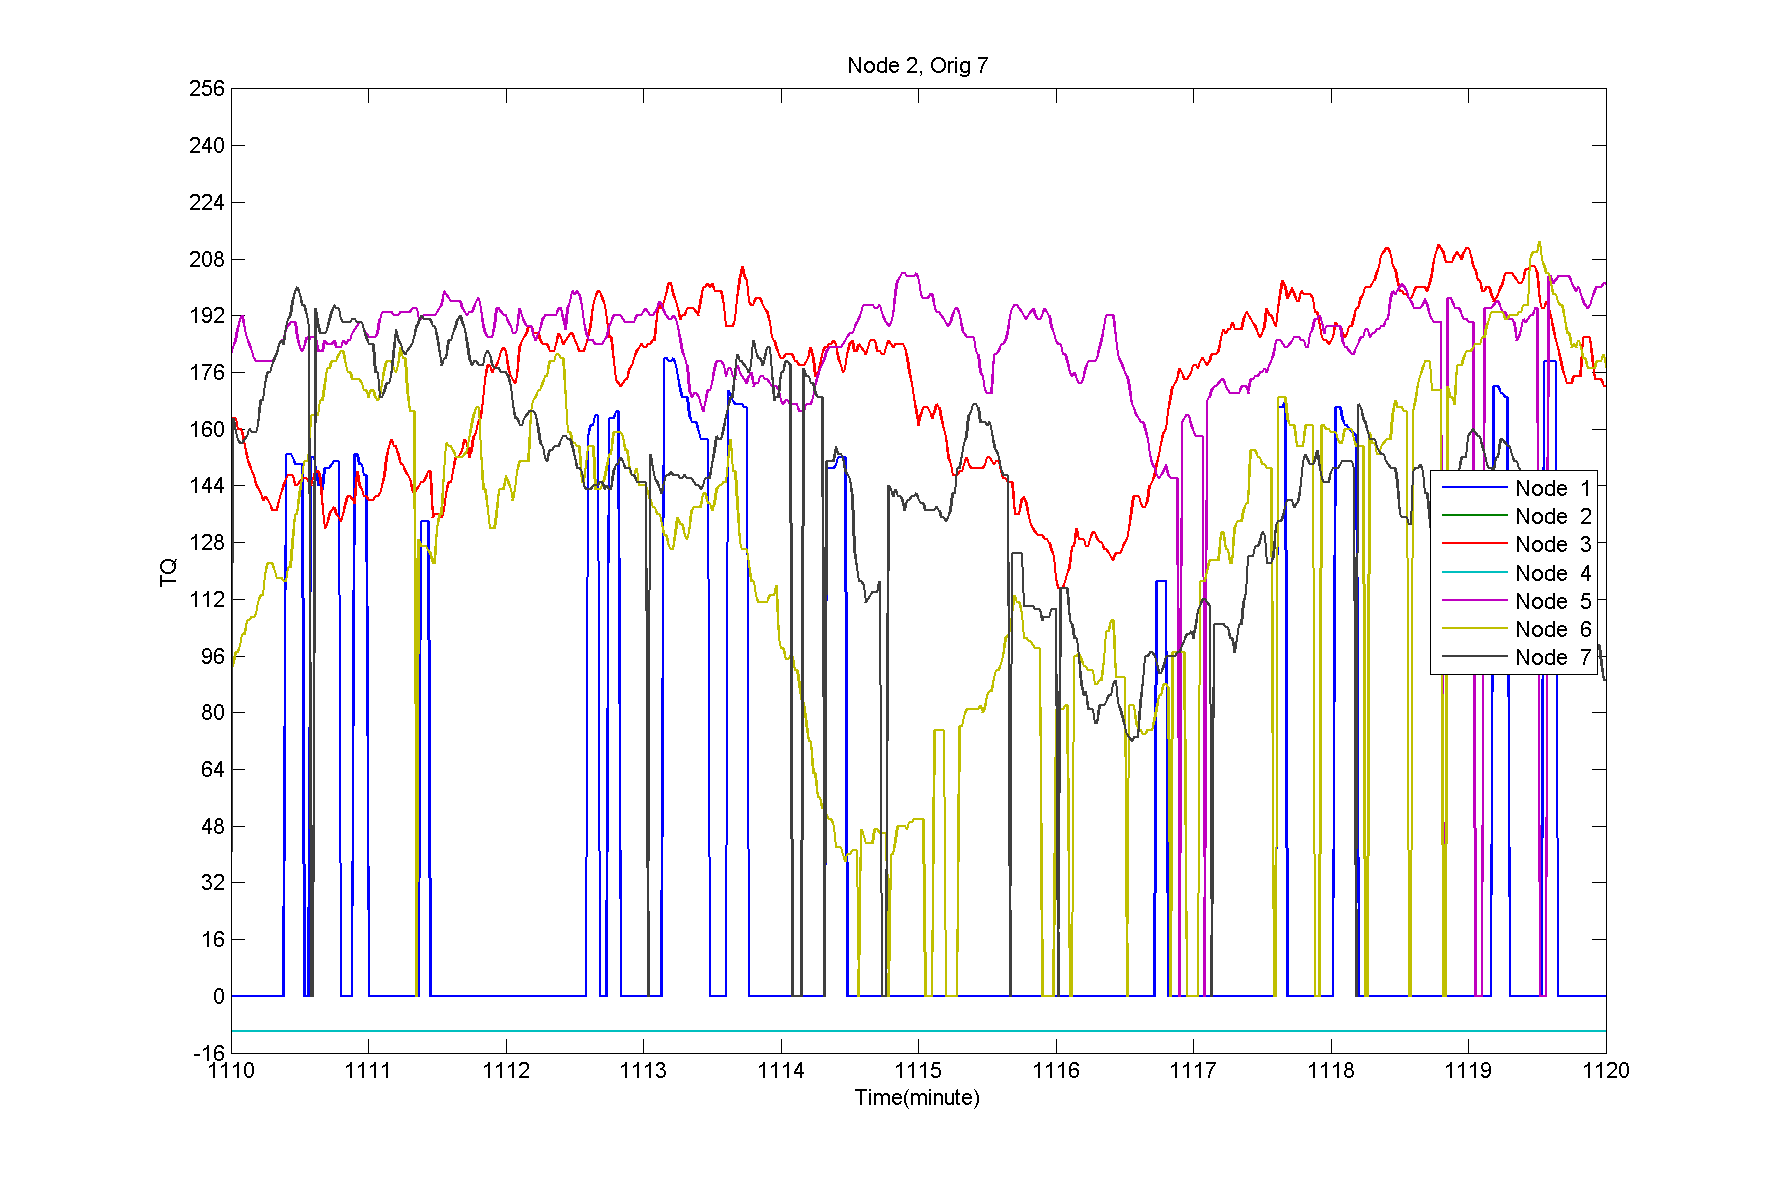 Node 2, Orig 7
256
240
224
208
192
176
160
144
128
112
96
80
64
48
32
16
0
-16
TQ
Node 1
Node 2
Node 3
Node 4
Node 5
Node 6
Node 7
1110 1111 1112 1113 1114 1115 1116 1117 1118 1119 1120
Time(minute)